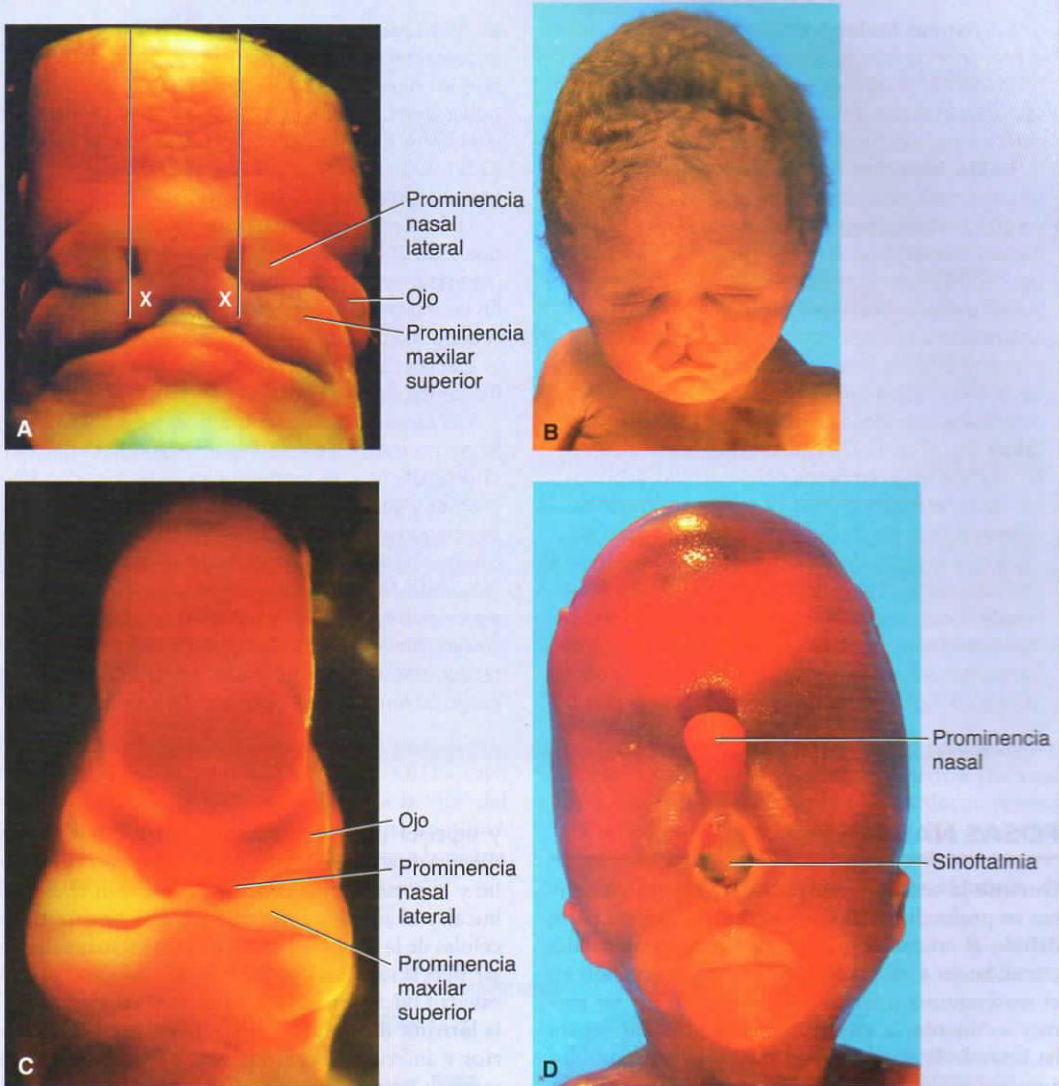 Prominencia
nasal
lateral
Ojo
X X
Prominencia
maxilar
superior
A
B
Ojo
Prominencia
nasal
lateral
Prominencia
maxilar
superior
C
Prominencia
nasal
Sinoftalmia
D